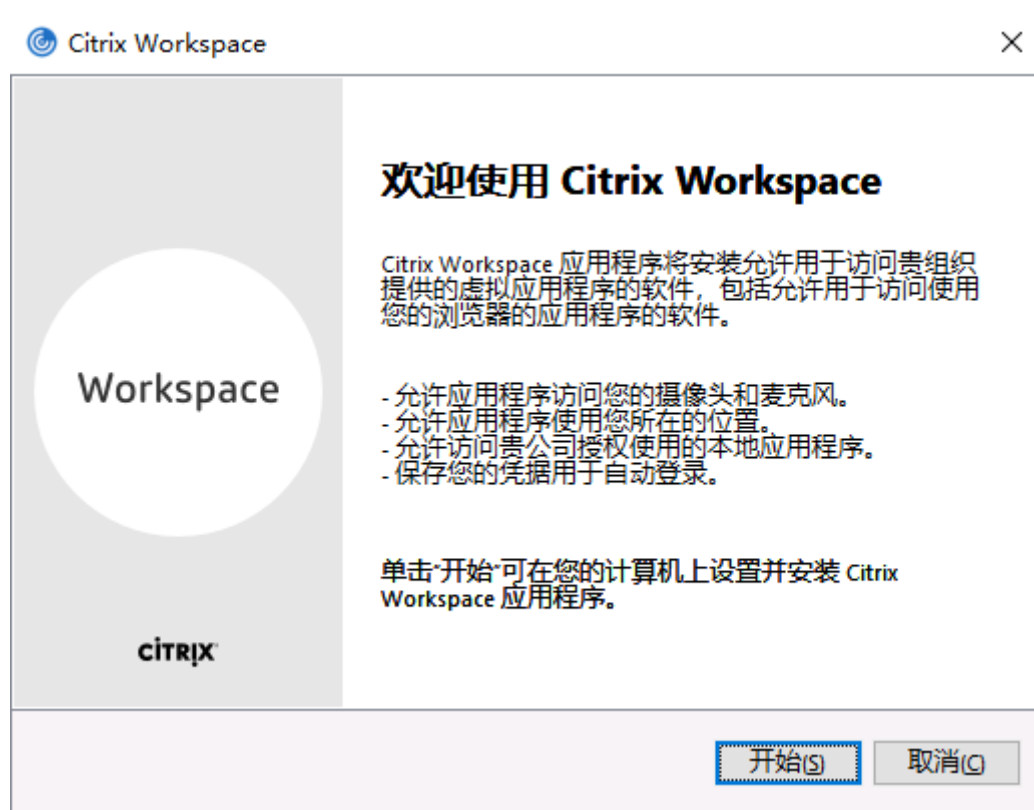 Citrix Workspace
欢迎使用 Citrix Workspace
Citrix Workspace 应用程序将安装允许用于访问贵组织
提供的虚拟应用程序的软件，包括允许用于访问使用
您的浏览器的应用程序的软件。
Workspace
- 允许应用程序访问您的摄像头和麦克风。
- 允许应用程序使用您所在的位置。
- 允许访问贵公司授权使用的本地应用程序。
- 保存您的凭据用于自动登录。
单击"开始"可在您的计算机上设置并安装 Citrix
Workspace 应用程序。
CİTRIX
开始(S)
取消(C)